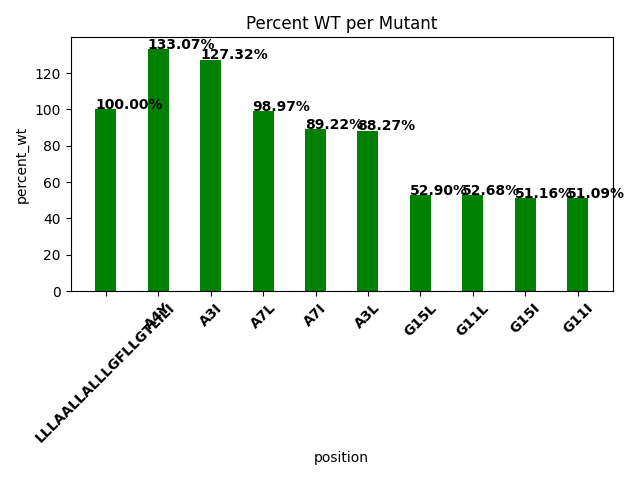 Percent WT per Mutant
133.07%
127.32%
100.00%
98.97%
89.22%
88.27%
52.90%
52.68%
51.16%
51.09%
120
100
80
60
40
20
0
percent_wt
LLLAALLALLLGFLLGTLILI
A4Y
A3I
A7L
A7I
A3L
G15L
G11L
G15I
G11I
position